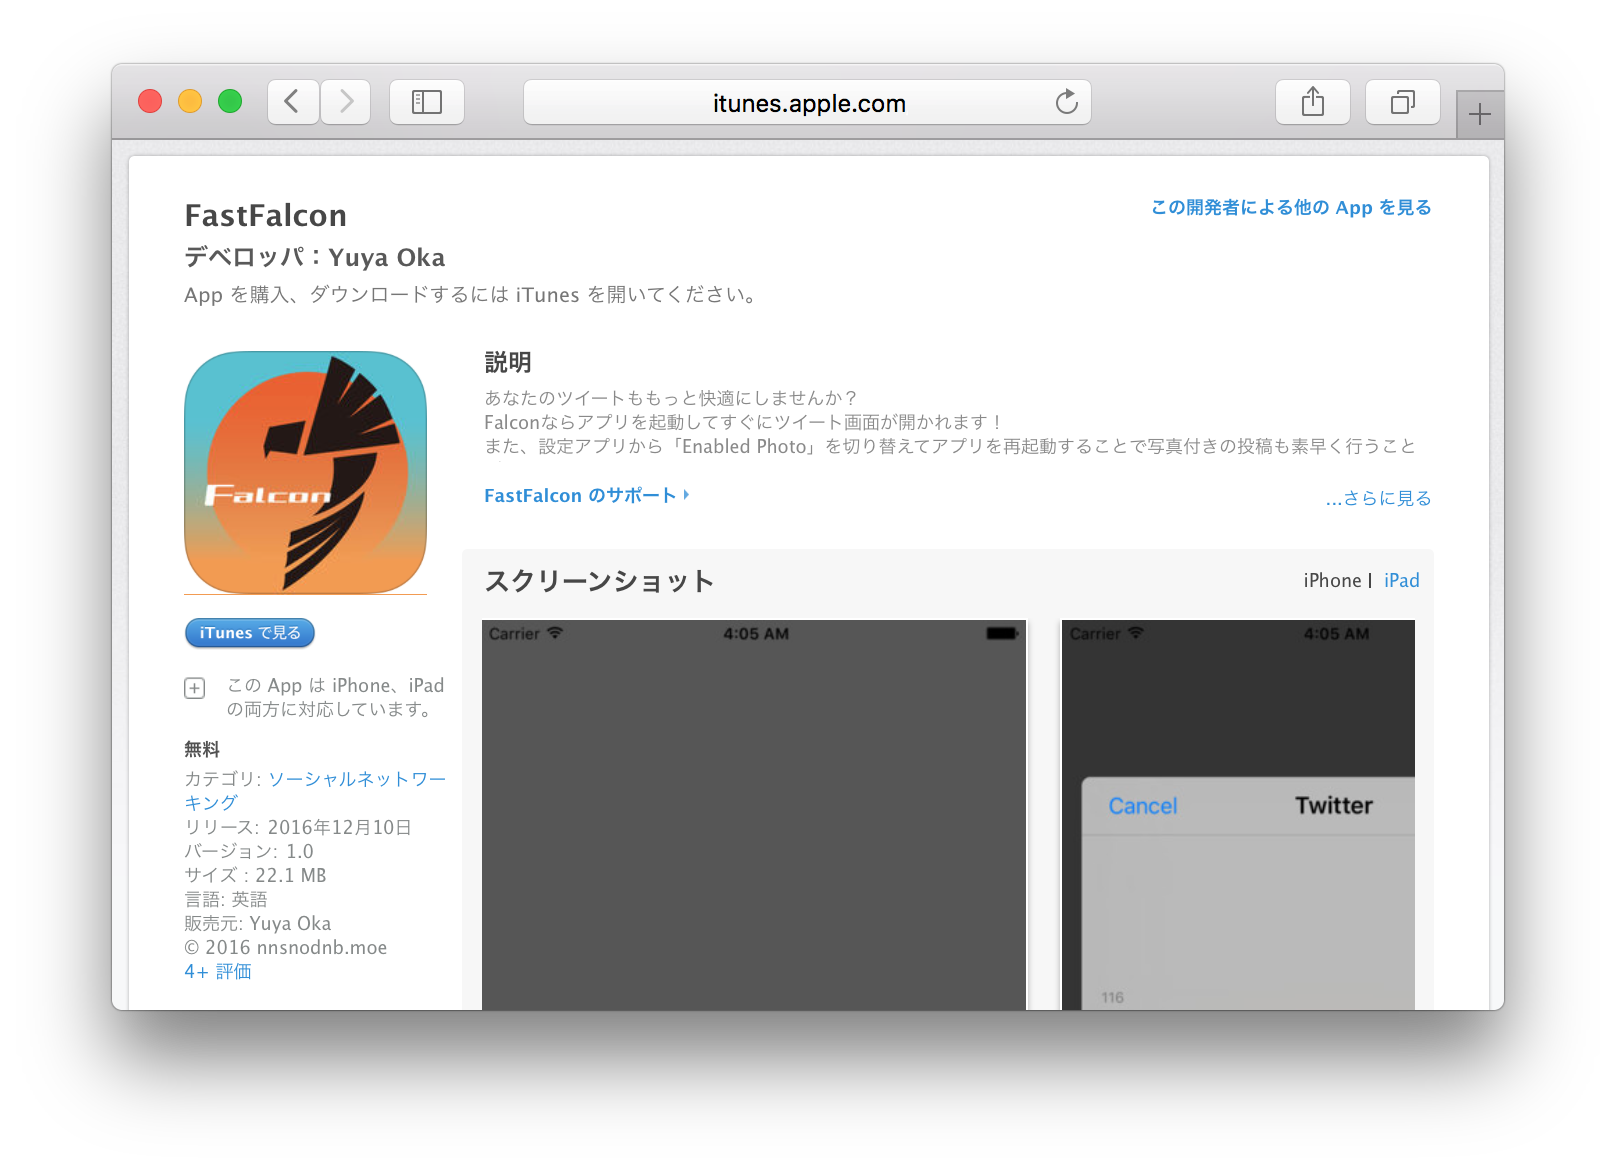 itunes.apple.com
FastFalcon
この開発者による他の App を見る
デベロッパ：Yuya Oka
App を購入、ダウンロードするには iTunes を開いてください。
Falcon
説明
あなたのツイートももっと快適にしませんか？
Falconならアプリを起動してすぐにツイート画面が開かれます！
また、設定アプリから「Enabled Photo」を切り替えてアプリを再起動することで写真付きの投稿も素早く行うこと
FastFalcon のサポート
...さらに見る
スクリーンショット
iPhone | iPad
iTunes で見る
この App は iPhone、iPad
の両方に対応しています。
無料
カテゴリ: ソーシャルネットワー
キング
リリース: 2016年12月10日
バージョン: 1.0
サイズ : 22.1 MB
言語: 英語
販売元: Yuya Oka
© 2016 nnsnodnb.moe
4+ 評価
Carrier 4:05 AM
Carrier 4:05 AM
Cancel Twitter
116